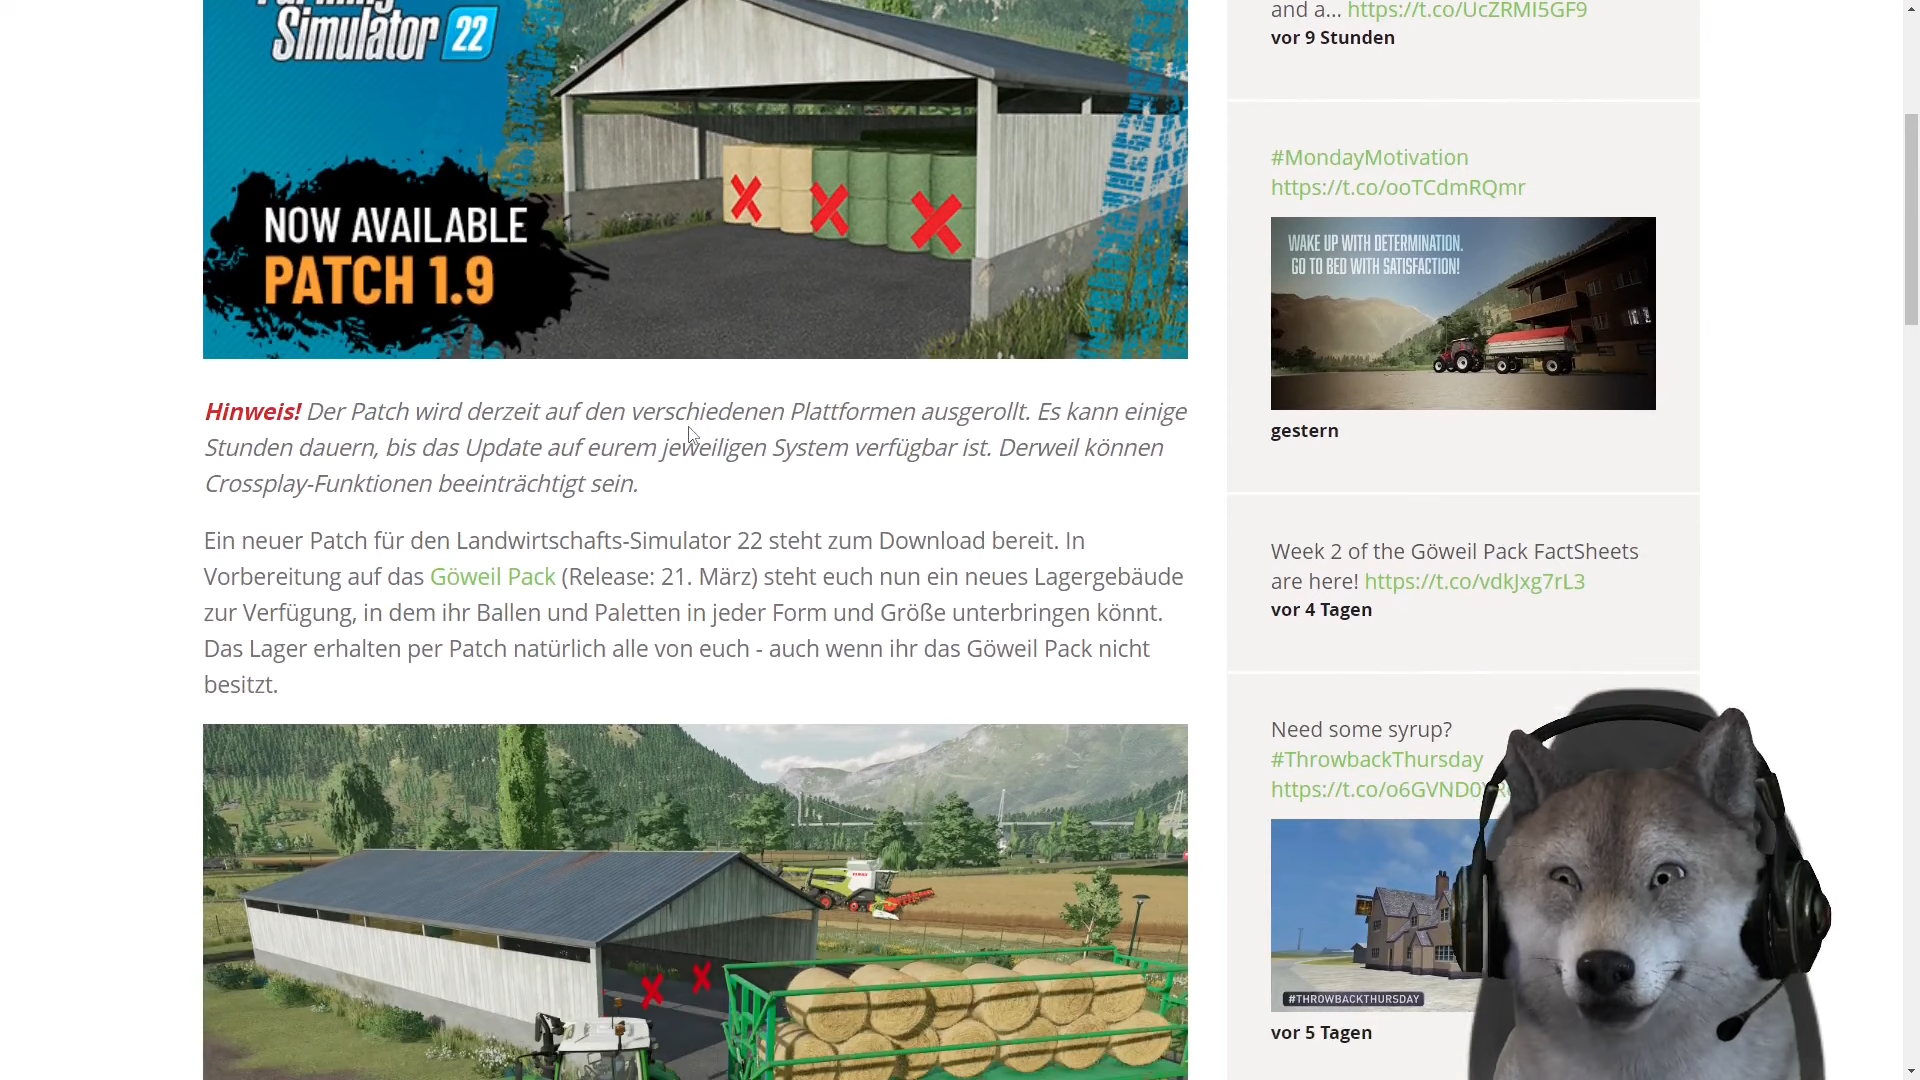 Farming
Simulator 22
NOW AVAILABLE
PATCH 1.9
Hinweis! Der Patch wird derzeit auf den verschiedenen Plattformen ausgerollt. Es kann einige
Stunden dauern, bis das Update auf eurem jeweiligen System verfügbar ist. Derweil können
Crossplay-Funktionen beeinträchtigt sein.
Ein neuer Patch für den Landwirtschafts-Simulator 22 steht zum Download bereit. In
Vorbereitung auf das Göweil Pack (Release: 21. März) steht euch nun ein neues Lagergebäude
zur Verfügung, in dem ihr Ballen und Paletten in jeder Form und Größe unterbringen könnt.
Das Lager erhalten per Patch natürlich alle von euch - auch wenn ihr das Göweil Pack nicht
besitzt.
and a... https://t.co/UcZRMI5GF9
vor 9 Stunden
#MondayMotivation
https://t.co/ooTCdmRQmr
WAKE UP WITH DETERMINATION.
GO TO BED WITH SATISFACTION!
gestern
Week 2 of the Göweil Pack FactSheets
are here! https://t.co/vdkJxg7rL3
vor 4 Tagen
Need some syrup?
#ThrowbackThursday
#THROWBACKTHURSDAY
vor 5 Tagen